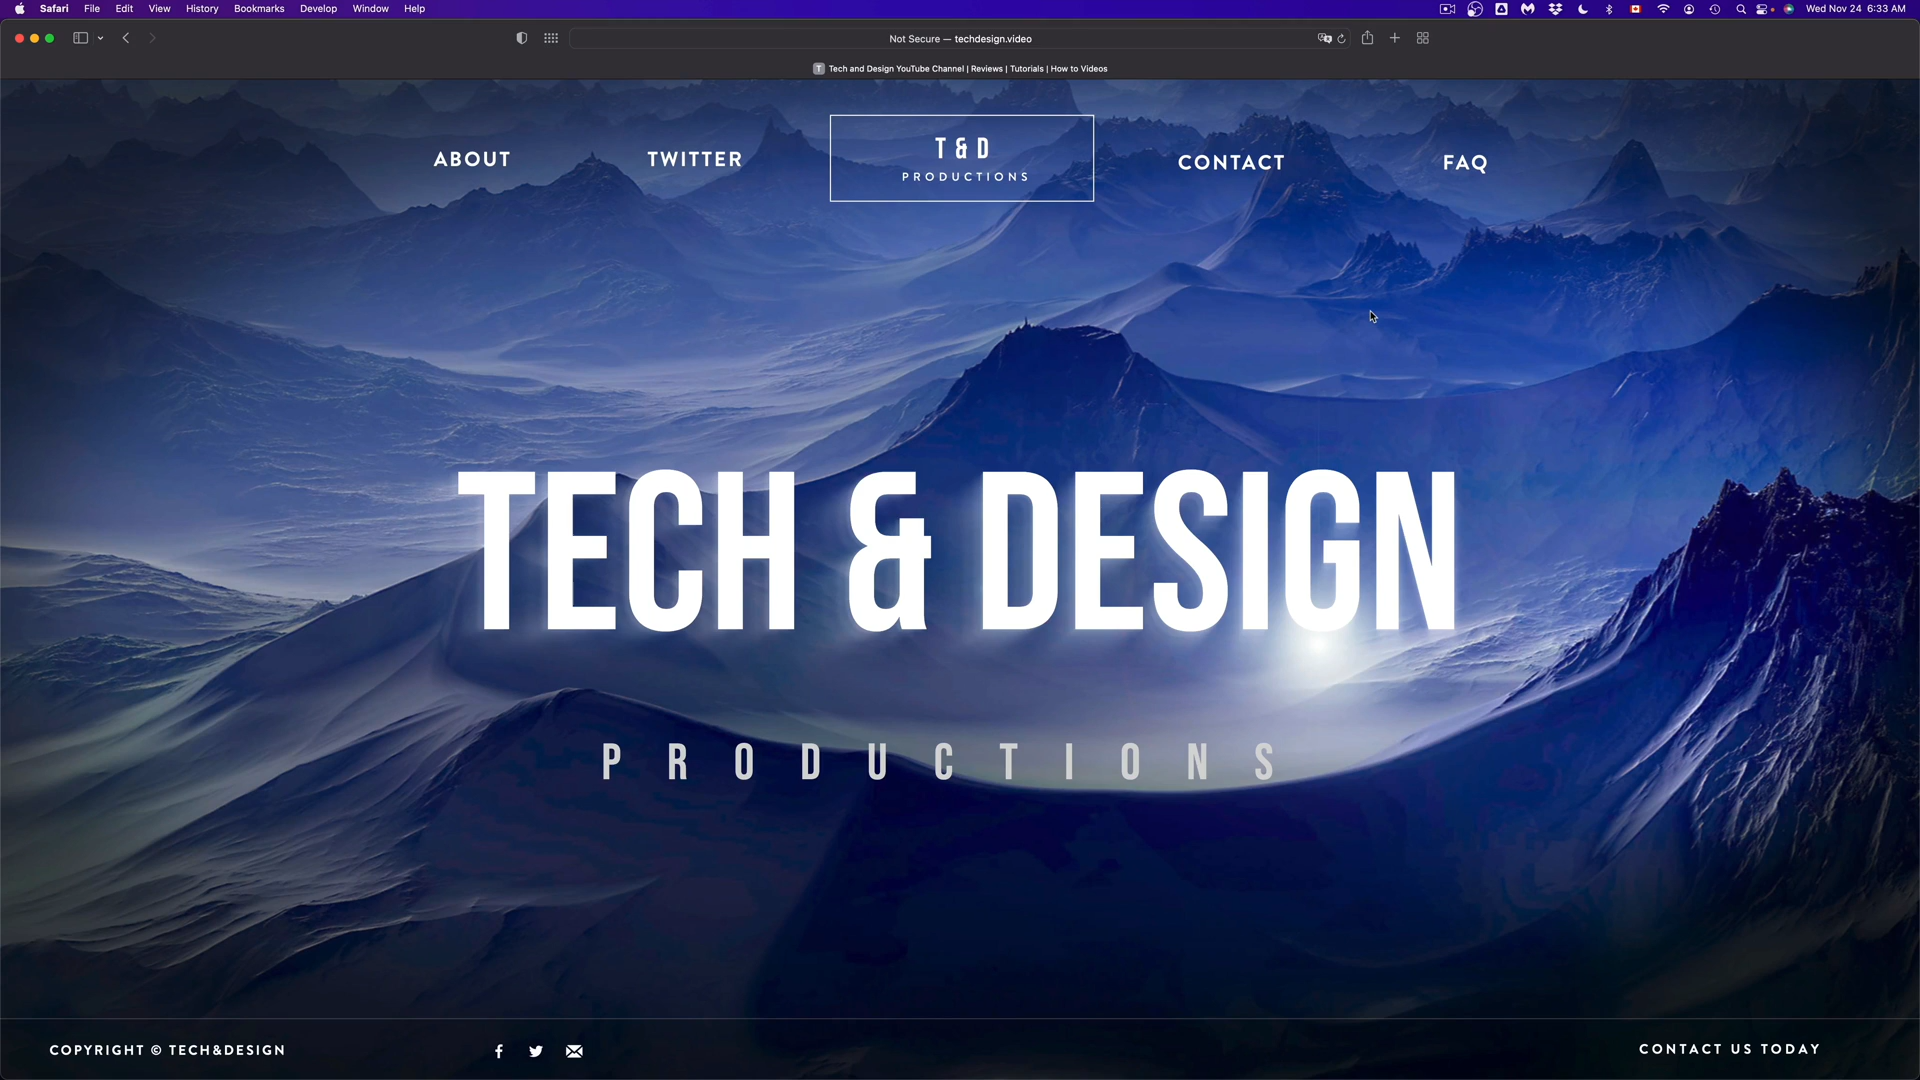 Safari File Edit View History Bookmarks Develop Window Help
Wed Nov 24 6:33 AM
Not Secure — techdesign.video
T Tech and Design YouTube Channel | Reviews | Tutorials | How to Videos
ABOUT
TWITTER
T & D
PRODUCTIONS
CONTACT
FAQ
TECH & DESIGN
PRODUCTIONS
COPYRIGHT © TECH&DESIGN
CONTACT US TODAY